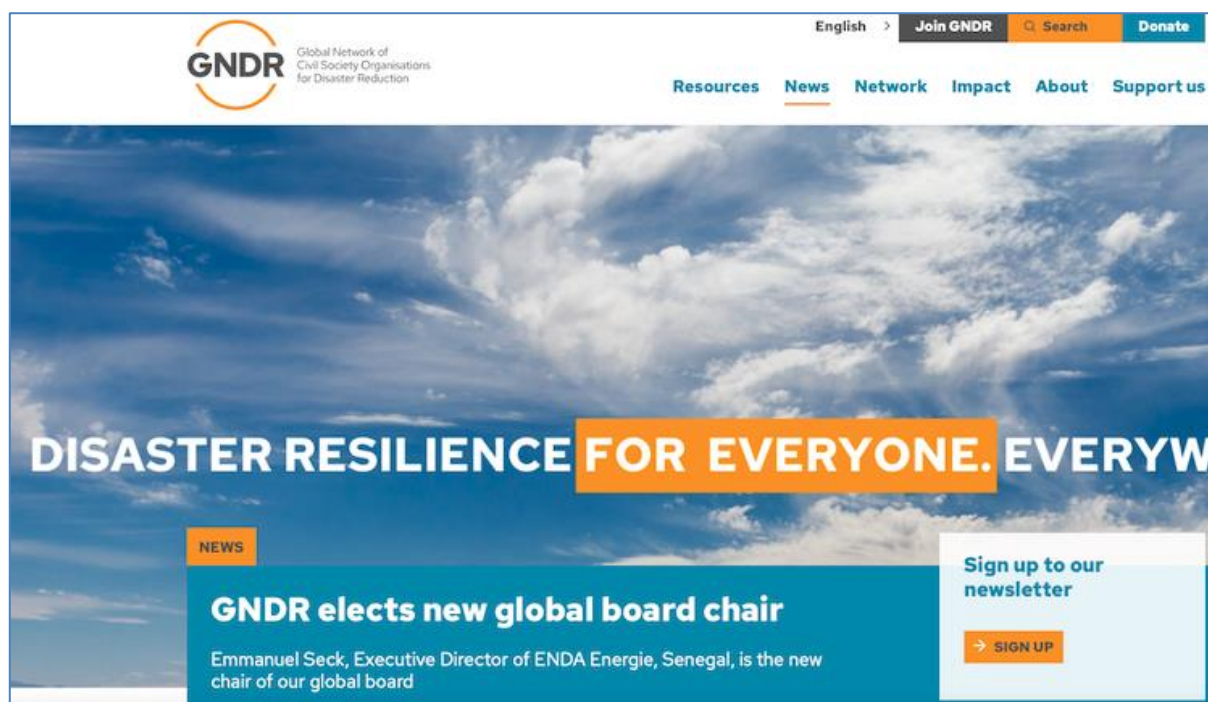 English > Join GNDR Search Donate
GNDR
Global Network of
Civil Society Organisations
for Disaster Reduction
Resources News Network Impact About Support us
DISASTER RESILIENCE FOR EVERYONE. EVERYW
NEWS
GNDR elects new global board chair
Emmanuel Seck, Executive Director of ENDA Energie, Senegal, is the new
chair of our global board
Sign up to our
newsletter
→ SIGN UP